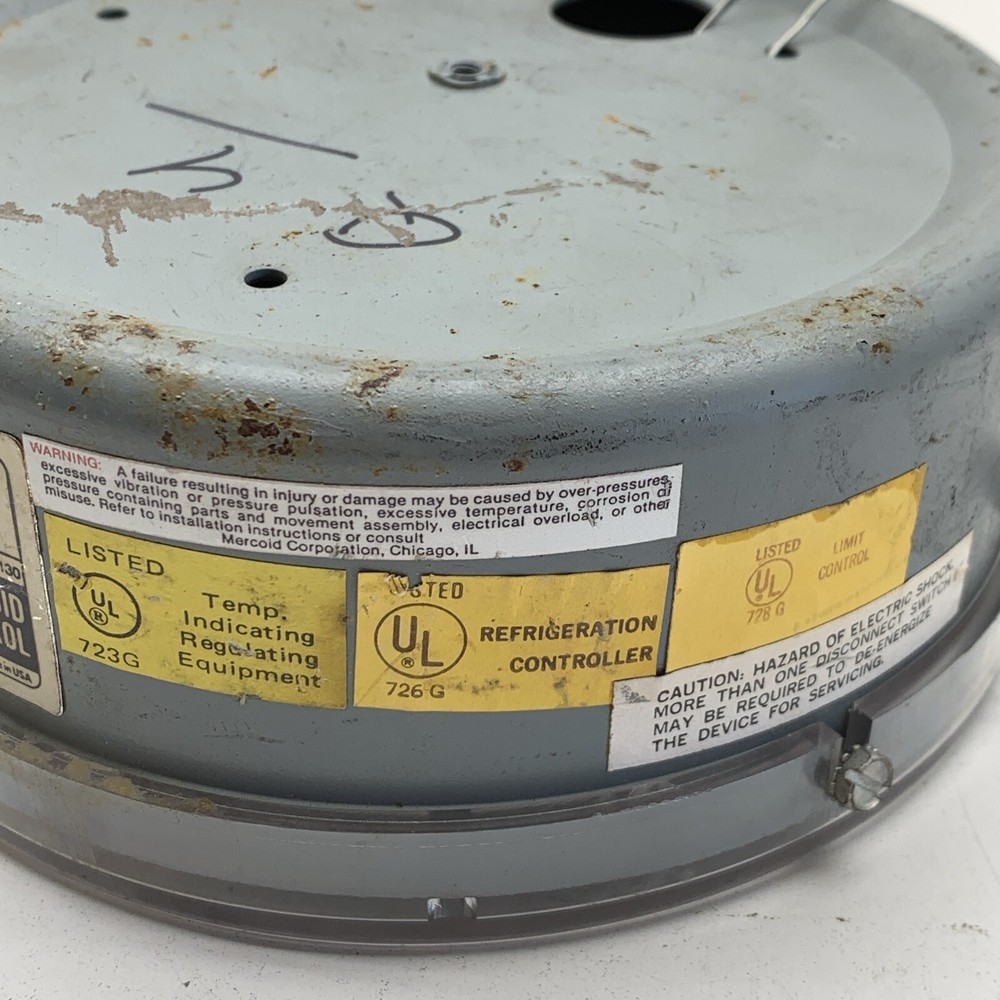 WARNING: A failure resulting in injury or damage may be caused by over-pressures,
excessive vibration or pressure pulsation, excessive temperature, corrosion of
pressure containing parts and movement assembly, electrical overload, or other
misuse. Refer to installation instructions or consult
Mercoid Corporation, Chicago, IL
130
in USA
LISTED
UL
®
723G
Temp.
Indicating
Regulating
Equipment
LISTED
UL
®
726 G
REFRIGERATION
CONTROLLER
LISTED
UL
728 G
LIMIT
CONTROL
CAUTION: HAZARD OF ELECTRIC SHOCK.
MORE THAN ONE DISCONNECT SWITCH
MAY BE REQUIRED TO DE-ENERGIZE
THE DEVICE FOR SERVICING.